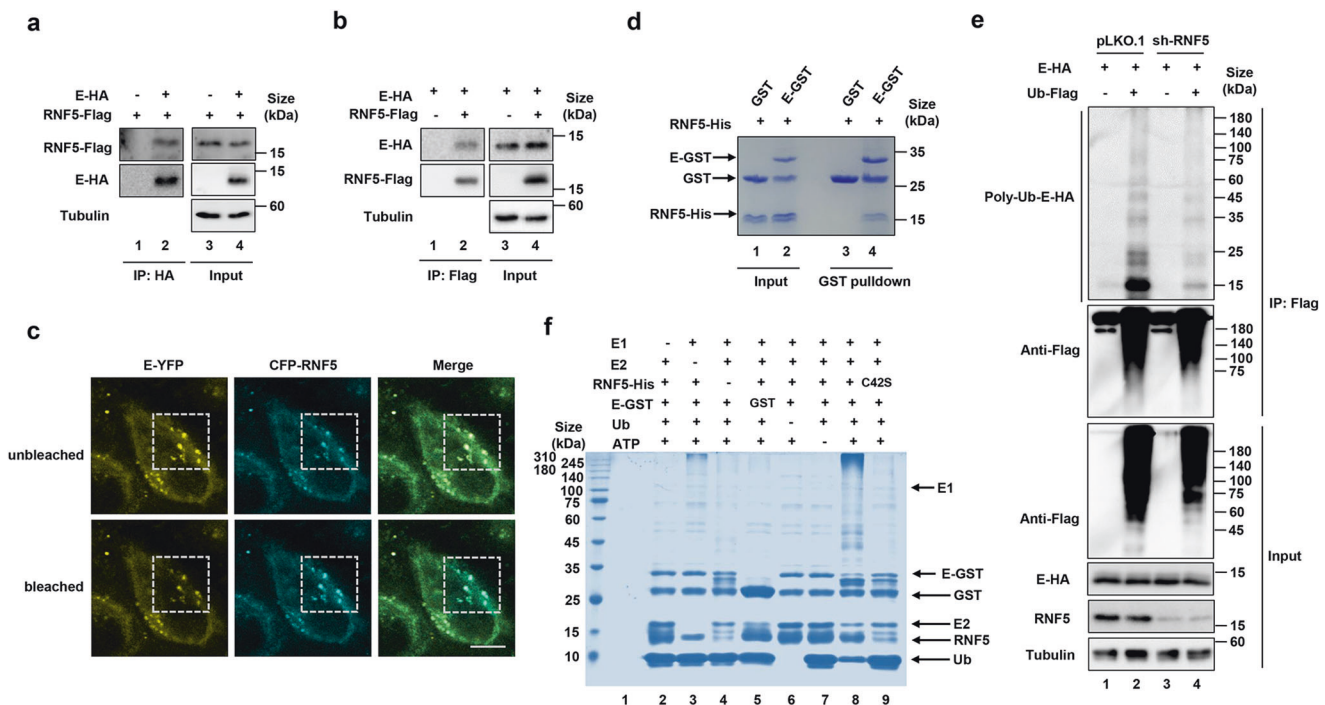 a
E-HA - + - + Size
RNF5-Flag + + + + (kDa)
RNF5-Flag 15
E-HA 15
Tubulin 60
1 2 3 4
IP: HA Input
b
E-HA + + + + Size
RNF5-Flag - + - + (kDa)
E-HA 15
RNF5-Flag 15
Tubulin 60
1 2 3 4
IP: Flag Input
c
E-YFP CFP-RNF5 Merge
unbleached
bleached
d
GST E-GST GST E-GST Size
RNF5-His + + + + (kDa)
E-GST 35
GST 25
RNF5-His 15
1 2 3 4
Input GST pulldown
e
pLKO.1 sh-RNF5
E-HA + + + + Size
Ub-Flag - + - + (kDa)
180
140
100
75
Poly-Ub-E-HA 60
45
35
25
15
IP: Flag
Anti-Flag 180
140
100
75
Anti-Flag 180
140
100
75
60
45
Input
E-HA 15
RNF5 15
Tubulin 60
1 2 3 4
f
E1 - + + + + + + +
E2 + - + + + + + +
RNF5-His + + - + + + + C42S
E-GST + + + GST + + + +
Ub + + + + - + + +
ATP + + + + + - + +
Size
(kDa)
310
245
180
140
100 E1
75
60
45
35 E-GST
25 GST
E2
15 RNF5
10 Ub
1 2 3 4 5 6 7 8 9